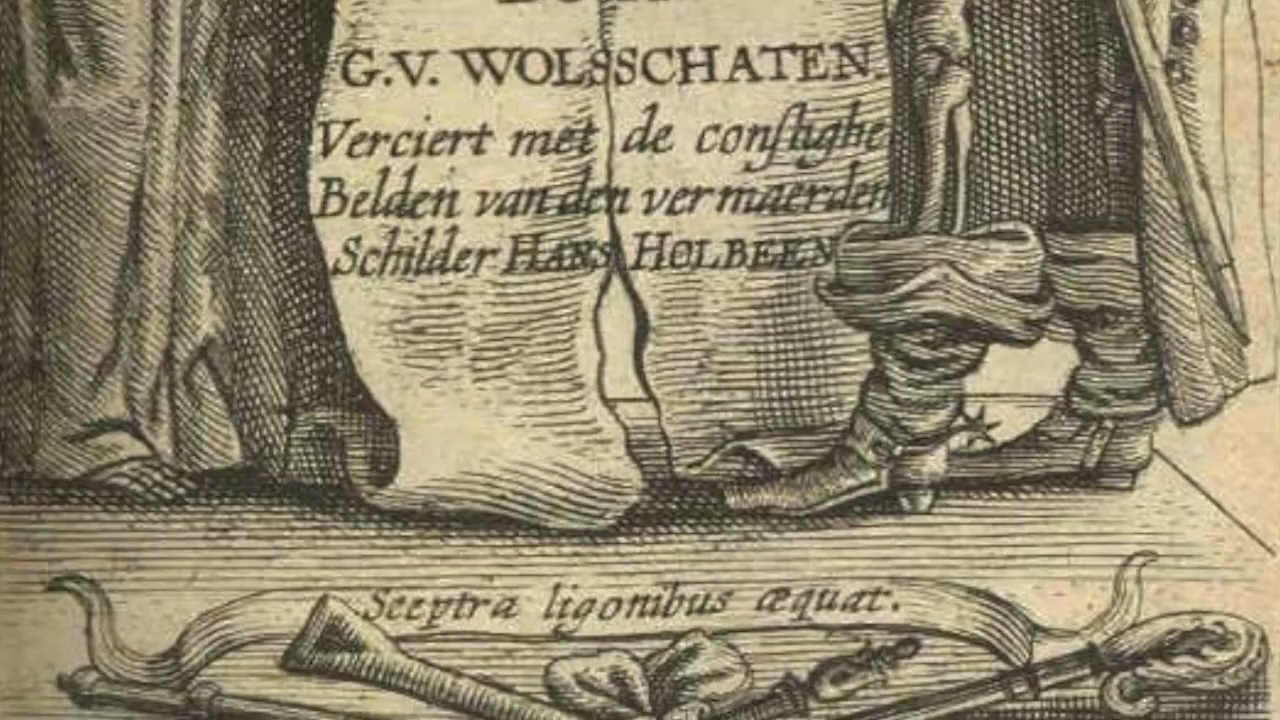 G.V. WOLSSCHATEN.
Verciert met de constighe
Belden van den vermaerden
Schilder HANS HOLBEEN
Sceptra ligonibus æquat.